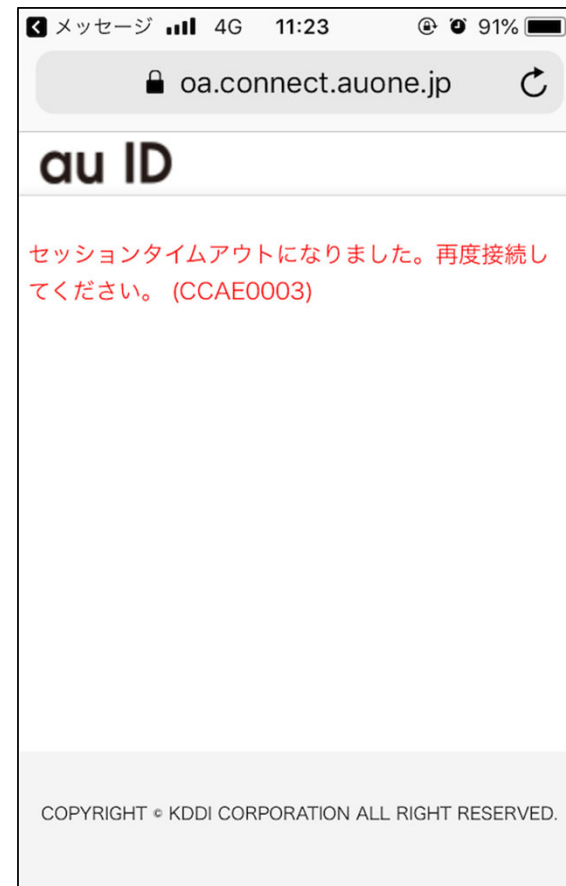 メッセージ 4G 11:23 91%
oa.connect.auone.jp
au ID
セッションタイムアウトになりました。再度接続し
てください。 (CCAE0003)
COPYRIGHT © KDDI CORPORATION ALL RIGHT RESERVED.